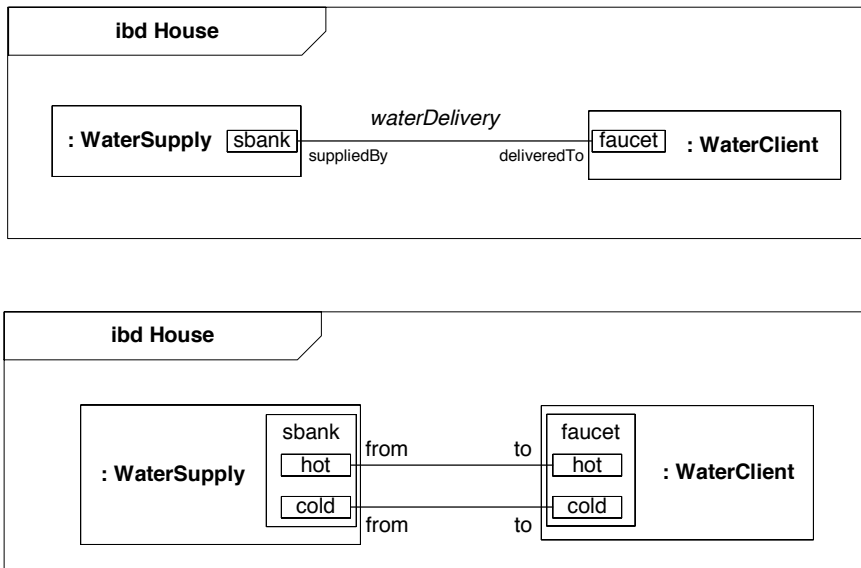 ibd House
waterDelivery
: WaterSupply sbank faucet : WaterClient
suppliedBy deliveredTo
ibd House
sbank faucet
from to
: WaterSupply hot hot : WaterClient
cold cold
from to